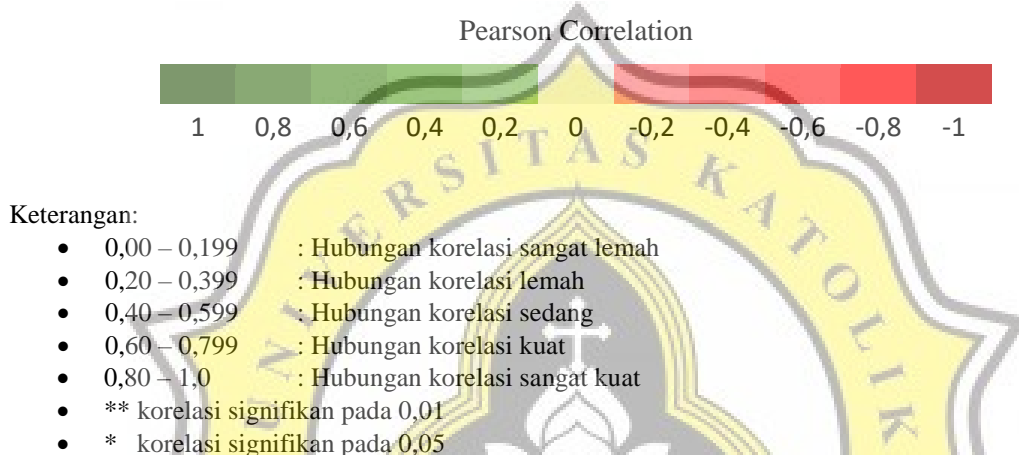 Pearson Correlation
1 0,8 0,6 0,4 0,2 0 -0,2 -0,4 -0,6 -0,8 -1
UNIVERSITAS KATOLIK
Keterangan:
• 0,00 – 0,199 : Hubungan korelasi sangat lemah
• 0,20 – 0,399 : Hubungan korelasi lemah
• 0,40 – 0,599 : Hubungan korelasi sedang
• 0,60 – 0,799 : Hubungan korelasi kuat
• 0,80 – 1,0 : Hubungan korelasi sangat kuat
• ** korelasi signifikan pada 0,01
• * korelasi signifikan pada 0,05